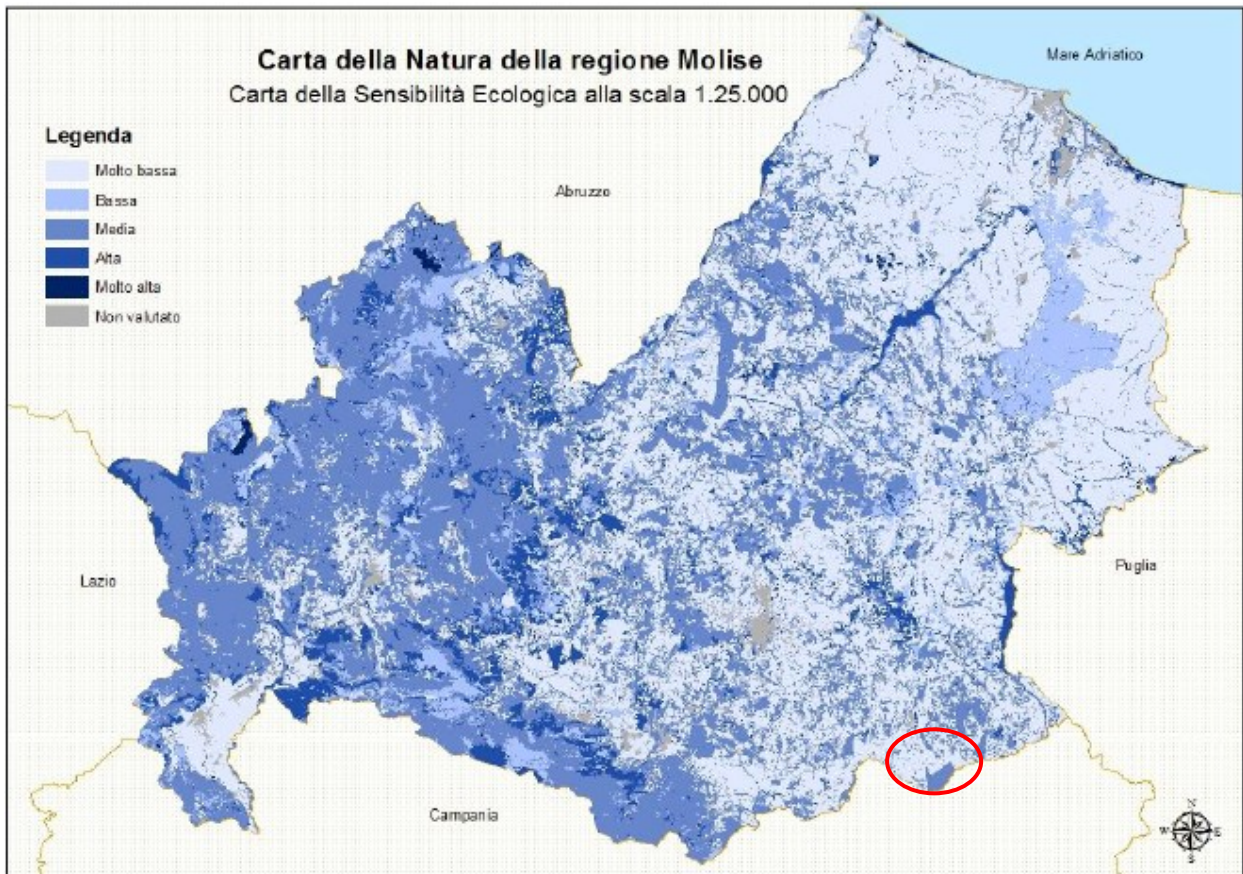 Carta della Natura della regione Molise
Carta della Sensibilità Ecologica alla scala 1:25.000
Mare Adriatico
Legenda
Molto bassa
Bassa
Media
Alta
Molto alta
Non valutato
Abruzzo
Lazio
Puglia
Campania
N
W E
S